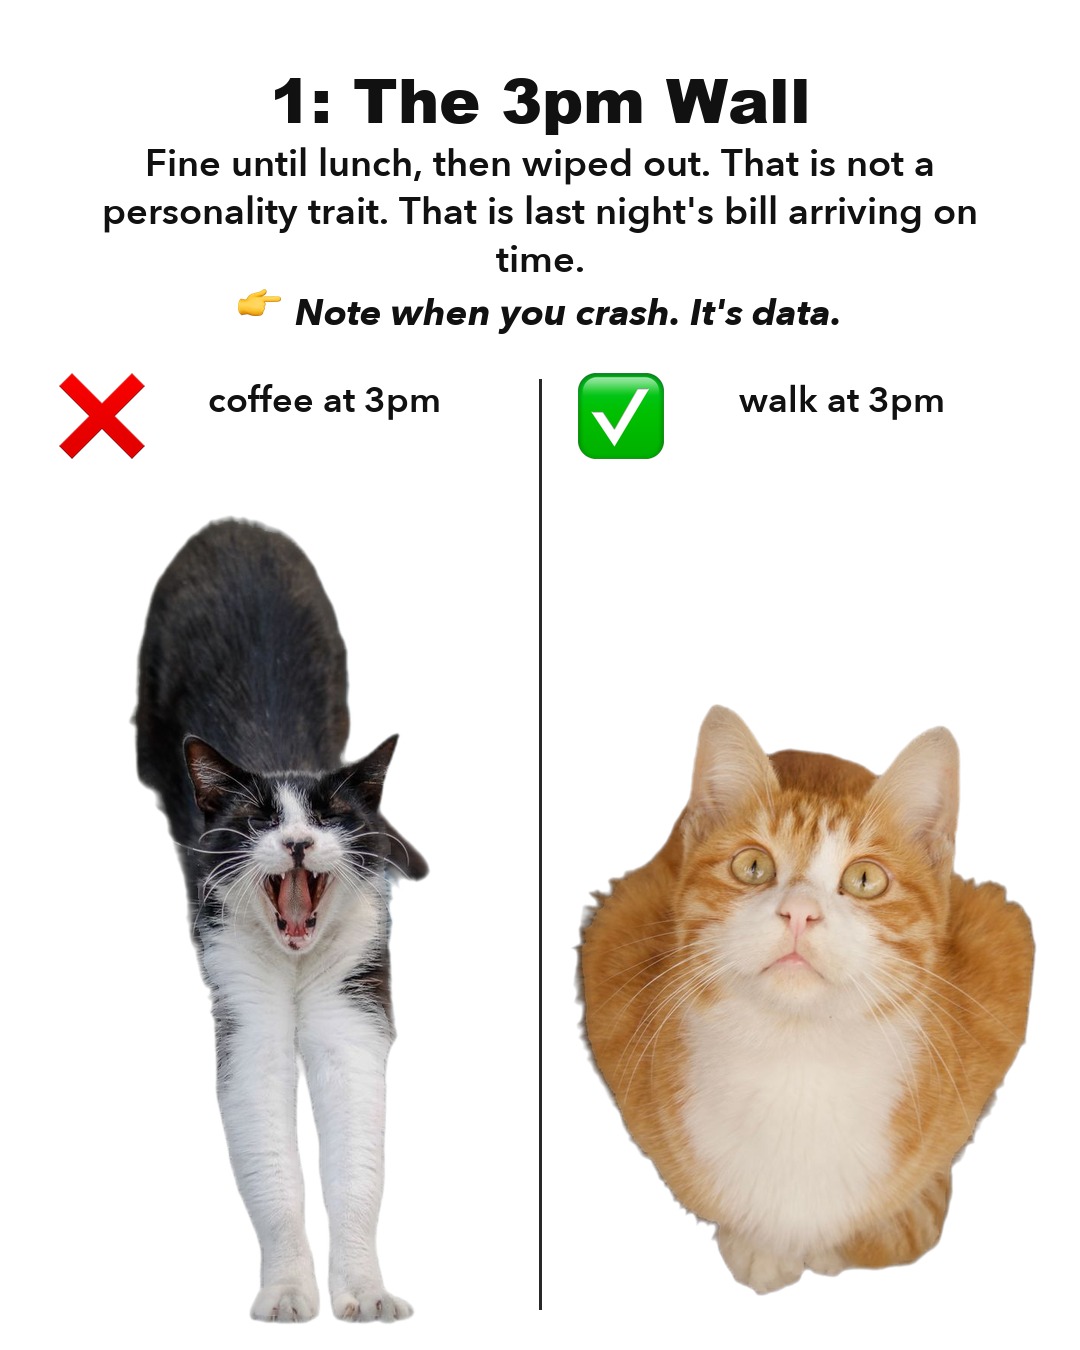 1: The 3pm Wall
Fine until lunch, then wiped out. That is not a
personality trait. That is last night's bill arriving on
time.
👉 Note when you crash. It's data.
❌ coffee at 3pm
✅ walk at 3pm